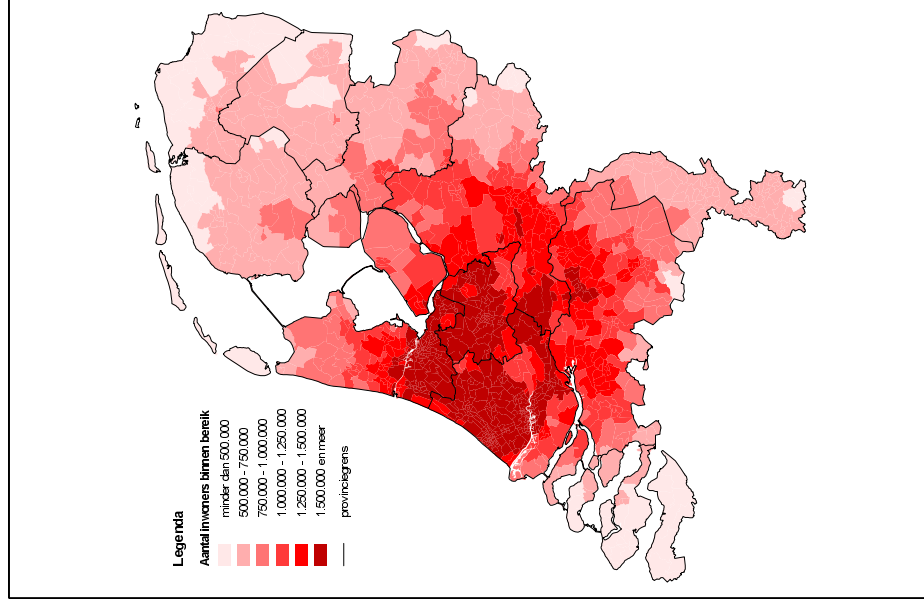 Legenda
Aantal inwoners binnen bereik
minder dan 500.000
500.000 - 750.000
750.000 - 1.000.000
1.000.000 - 1.250.000
1.250.000 - 1.500.000
1.500.000 en meer
provinciegrens